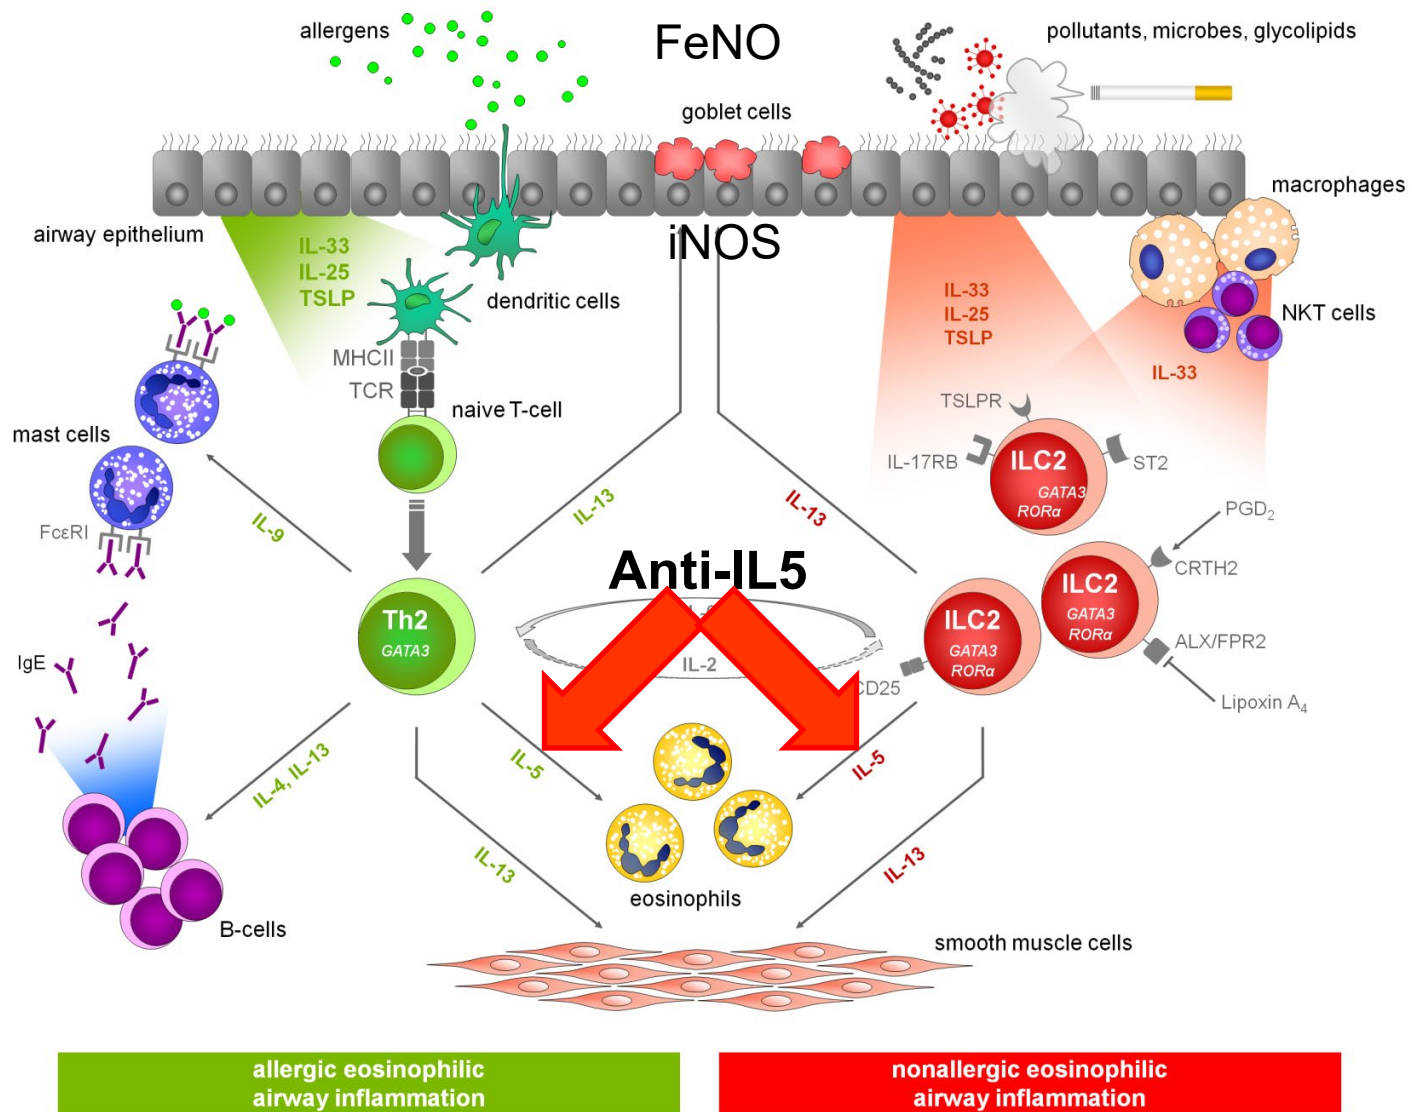 allergens
FeNO
pollutants, microbes, glycolipids
goblet cells
macrophages
airway epithelium
iNOS
IL-33
IL-25
TSLP
dendritic cells
IL-33
IL-25
TSLP
NKT cells
MHCII
TCR
IL-33
naive T-cell
TSLPR
mast cells
IL-17RB
ILC2
GATA3
RORα
ST2
IL-13
IL-13
PGD2
FcεRI
IL-9
Anti-IL5
CRTH2
ILC2
GATA3
RORα
Th2
GATA3
ILC2
GATA3
RORα
ALX/FPR2
IgE
IL-2
CD25
Lipoxin A4
IL-4, IL-13
IL-5
IL-5
IL-13
IL-13
eosinophils
B-cells
smooth muscle cells
allergic eosinophilic
airway inflammation
nonallergic eosinophilic
airway inflammation